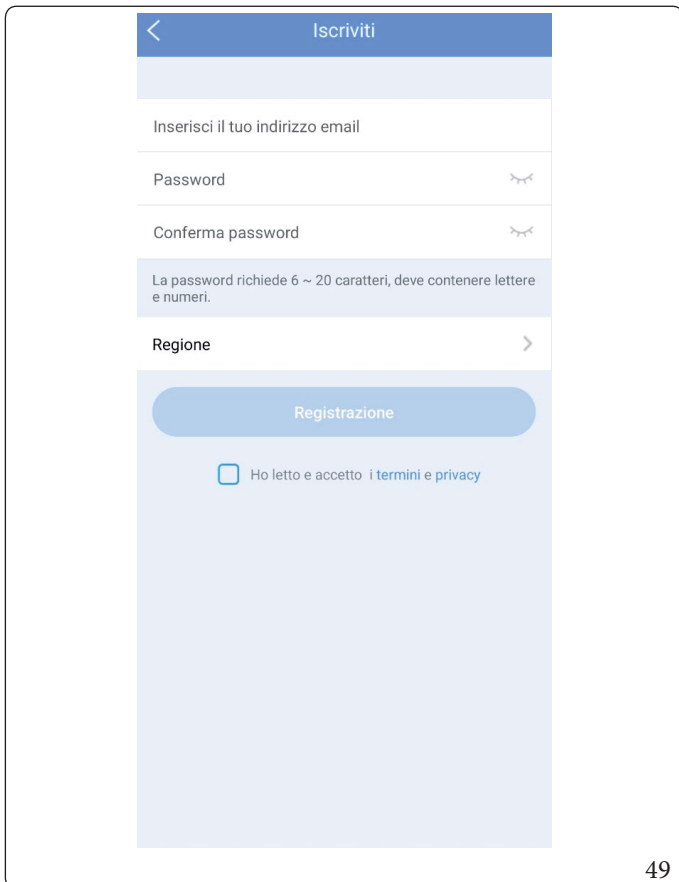 Iscriviti
Inserisci il tuo indirizzo email
Password
Conferma password
La password richiede 6 ~ 20 caratteri, deve contenere lettere
e numeri.
Regione
Registrazione
Ho letto e accetto i termini e privacy
49